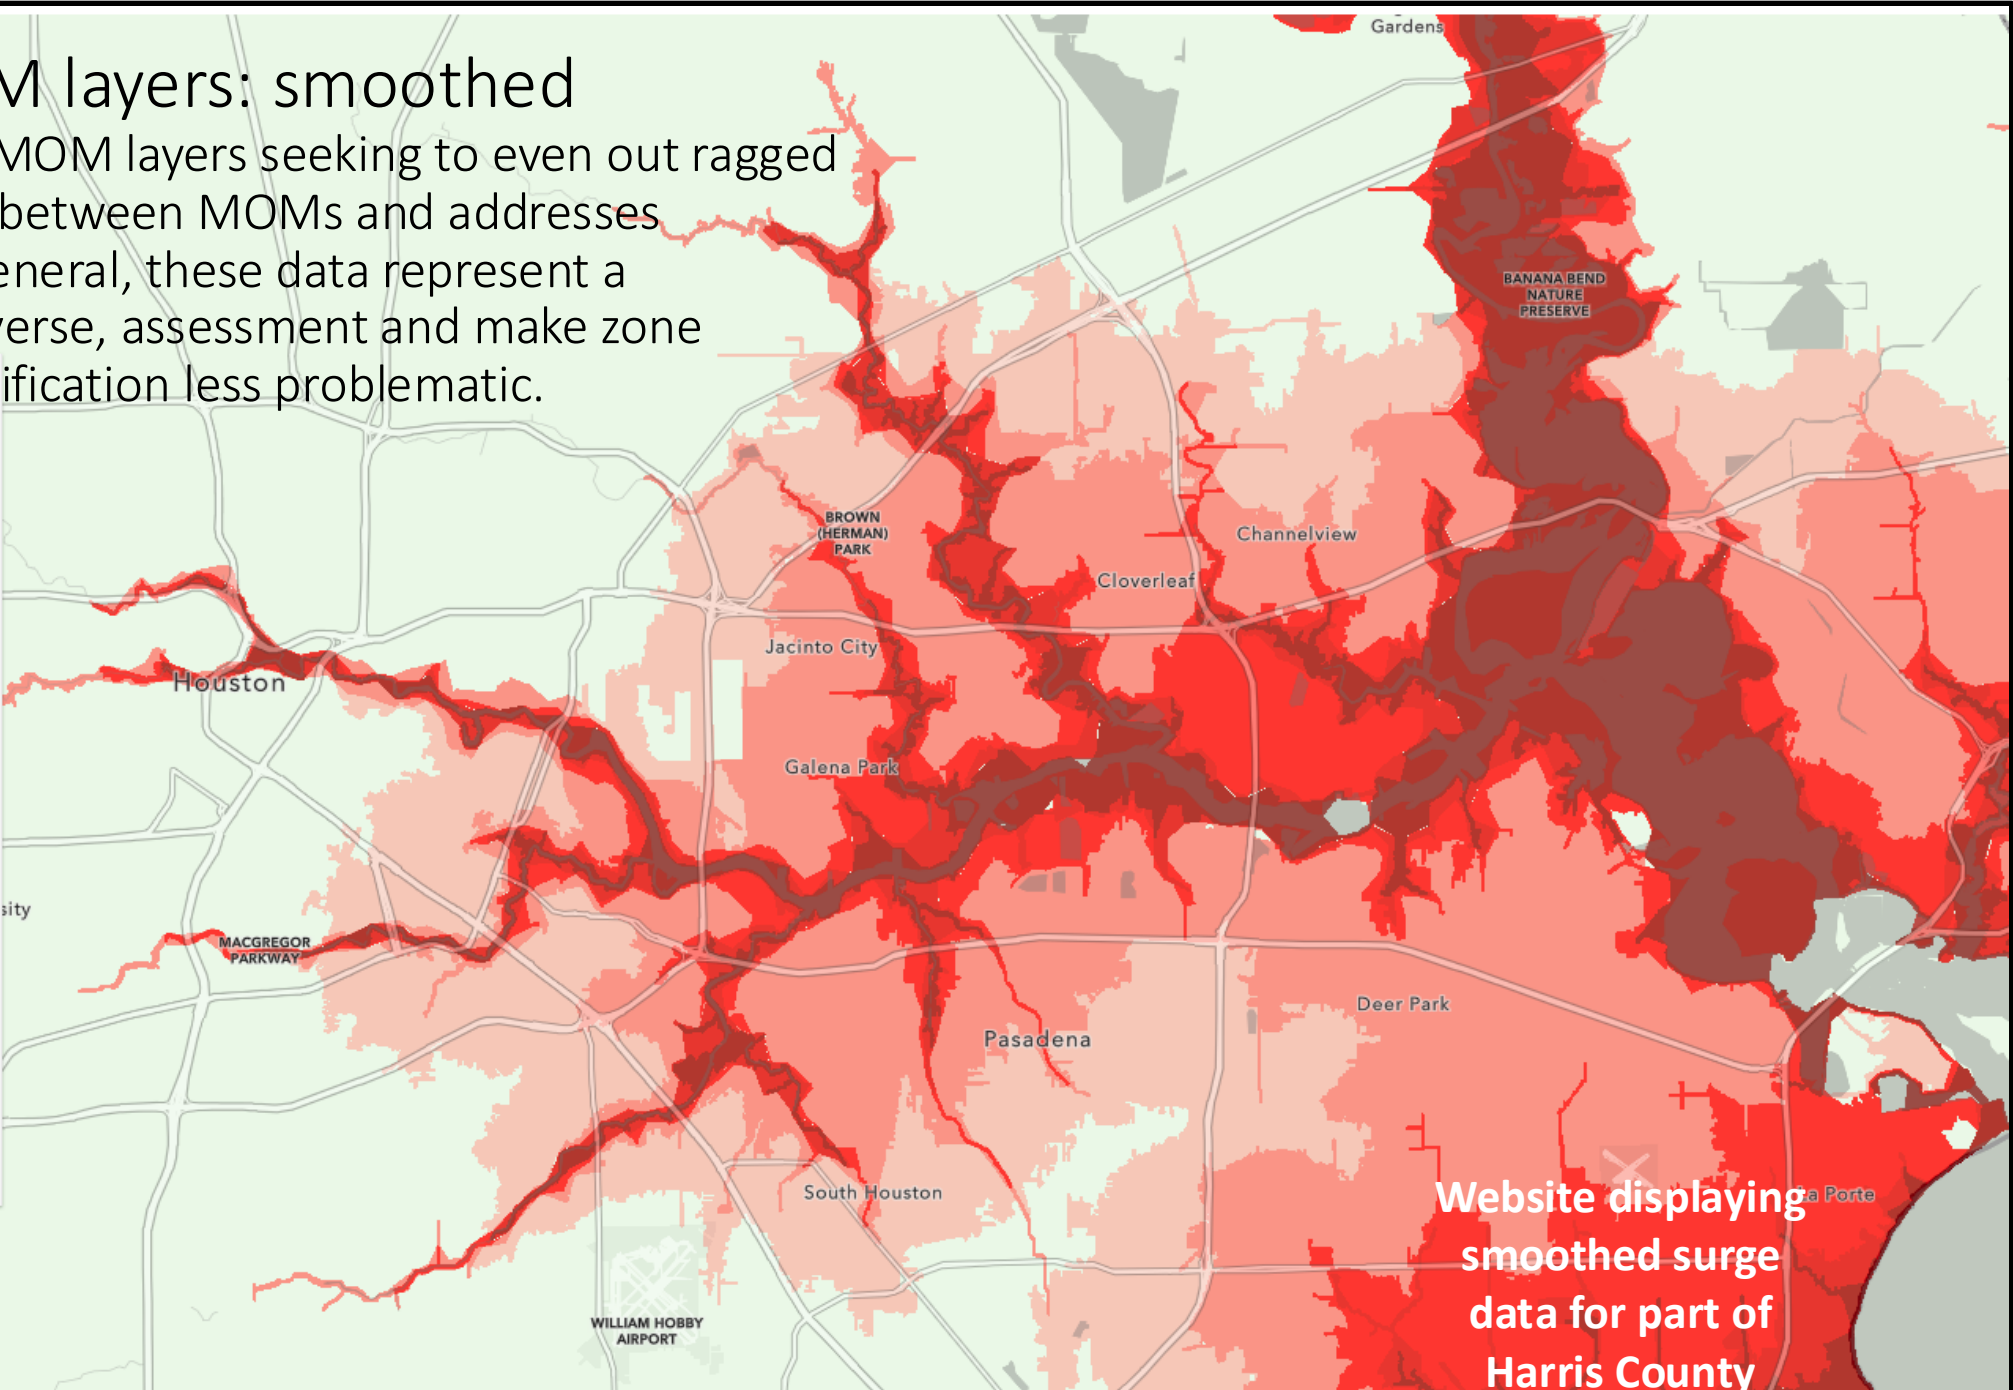 M layers: smoothed
MOM layers seeking to even out ragged
between MOMs and addresses
eneral, these data represent a
verse, assessment and make zone
ification less problematic.
Gardens
BANANA BEND
NATURE
PRESERVE
BROWN
(HERMAN)
PARK
Channelview
Cloverleaf
Jacinto City
Houston
Galena Park
sity
MACGREGOR
PARKWAY
Deer Park
Pasadena
South Houston
La Porte
WILLIAM HOBBY
AIRPORT
Website displaying
smoothed surge
data for part of
Harris County